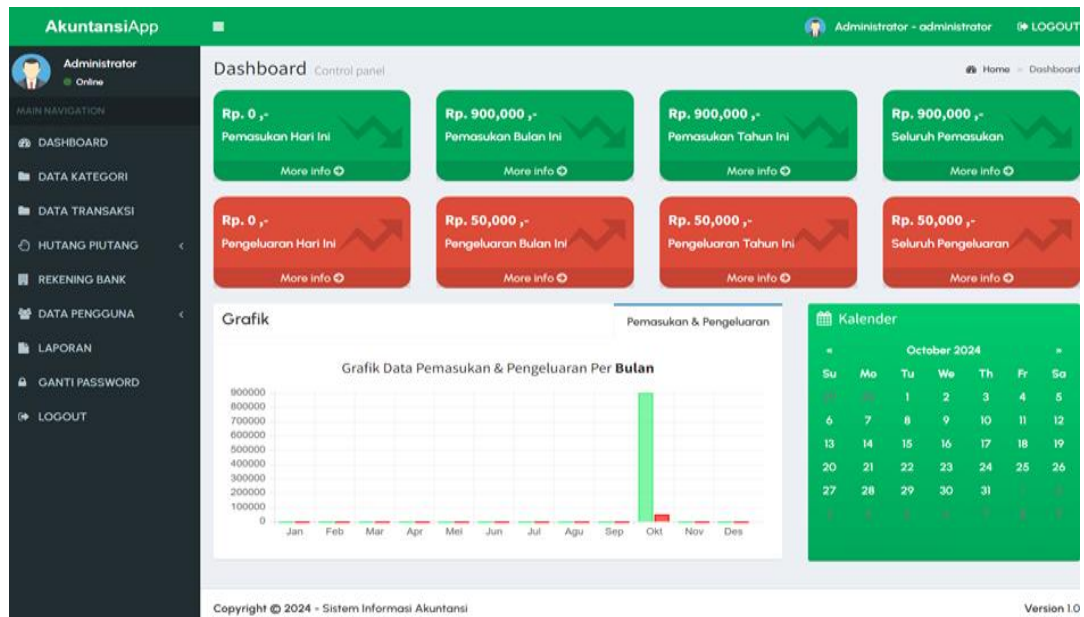 AkuntansiApp
Administrator - administrator LOGOUT
Administrator
Online
MAIN NAVIGATION
DASHBOARD
DATA KATEGORI
DATA TRANSAKSI
HUTANG PIUTANG
REKENING BANK
DATA PENGGUNA
LAPORAN
GANTI PASSWORD
LOGOUT
Dashboard Control panel
Home > Dashboard
Rp. 0 ,-
Pemasukan Hari Ini
More info
Rp. 900,000 ,-
Pemasukan Bulan Ini
More info
Rp. 900,000 ,-
Pemasukan Tahun Ini
More info
Rp. 900,000 ,-
Seluruh Pemasukan
More info
Rp. 0 ,-
Pengeluaran Hari Ini
More info
Rp. 50,000 ,-
Pengeluaran Bulan Ini
More info
Rp. 50,000 ,-
Pengeluaran Tahun Ini
More info
Rp. 50,000 ,-
Seluruh Pengeluaran
More info
Grafik
Pemasukan & Pengeluaran
Grafik Data Pemasukan & Pengeluaran Per Bulan
900000
800000
700000
600000
500000
400000
300000
200000
100000
0
Jan Feb Mar Apr Mei Jun Jul Agu Sep Okt Nov Des
Kalender
« October 2024 »
Su Mo Tu We Th Fr Sa
1 2 3 4 5
6 7 8 9 10 11 12
13 14 15 16 17 18 19
20 21 22 23 24 25 26
27 28 29 30 31
Copyright © 2024 - Sistem Informasi Akuntansi
Version 1.0